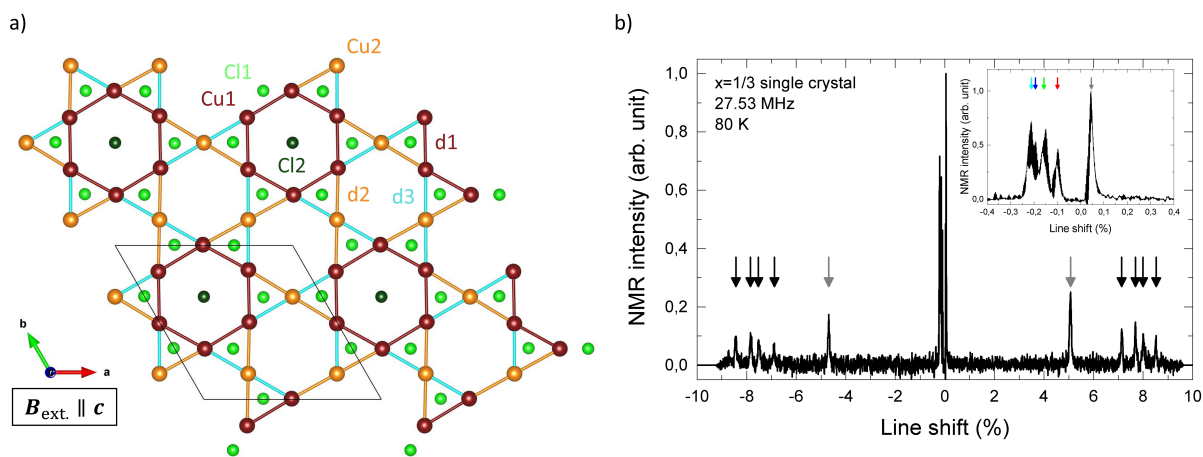 a)
Cu2
Cl1
Cu1
d1
Cl2
d2
d3
b
c
a
B_ext. ∥ c
b)
NMR intensity (arb. unit)
1,0
0,8
0,6
0,4
0,2
0,0
x=1/3 single crystal
27.53 MHz
80 K
-10 -8 -6 -4 -2 0 2 4 6 8 10
Line shift (%)
NMR intensity (arb. unit)
1,0
0,5
0,0
-0,4 -0,3 -0,2 -0,1 0,0 0,1 0,2 0,3 0,4
Line shift (%)